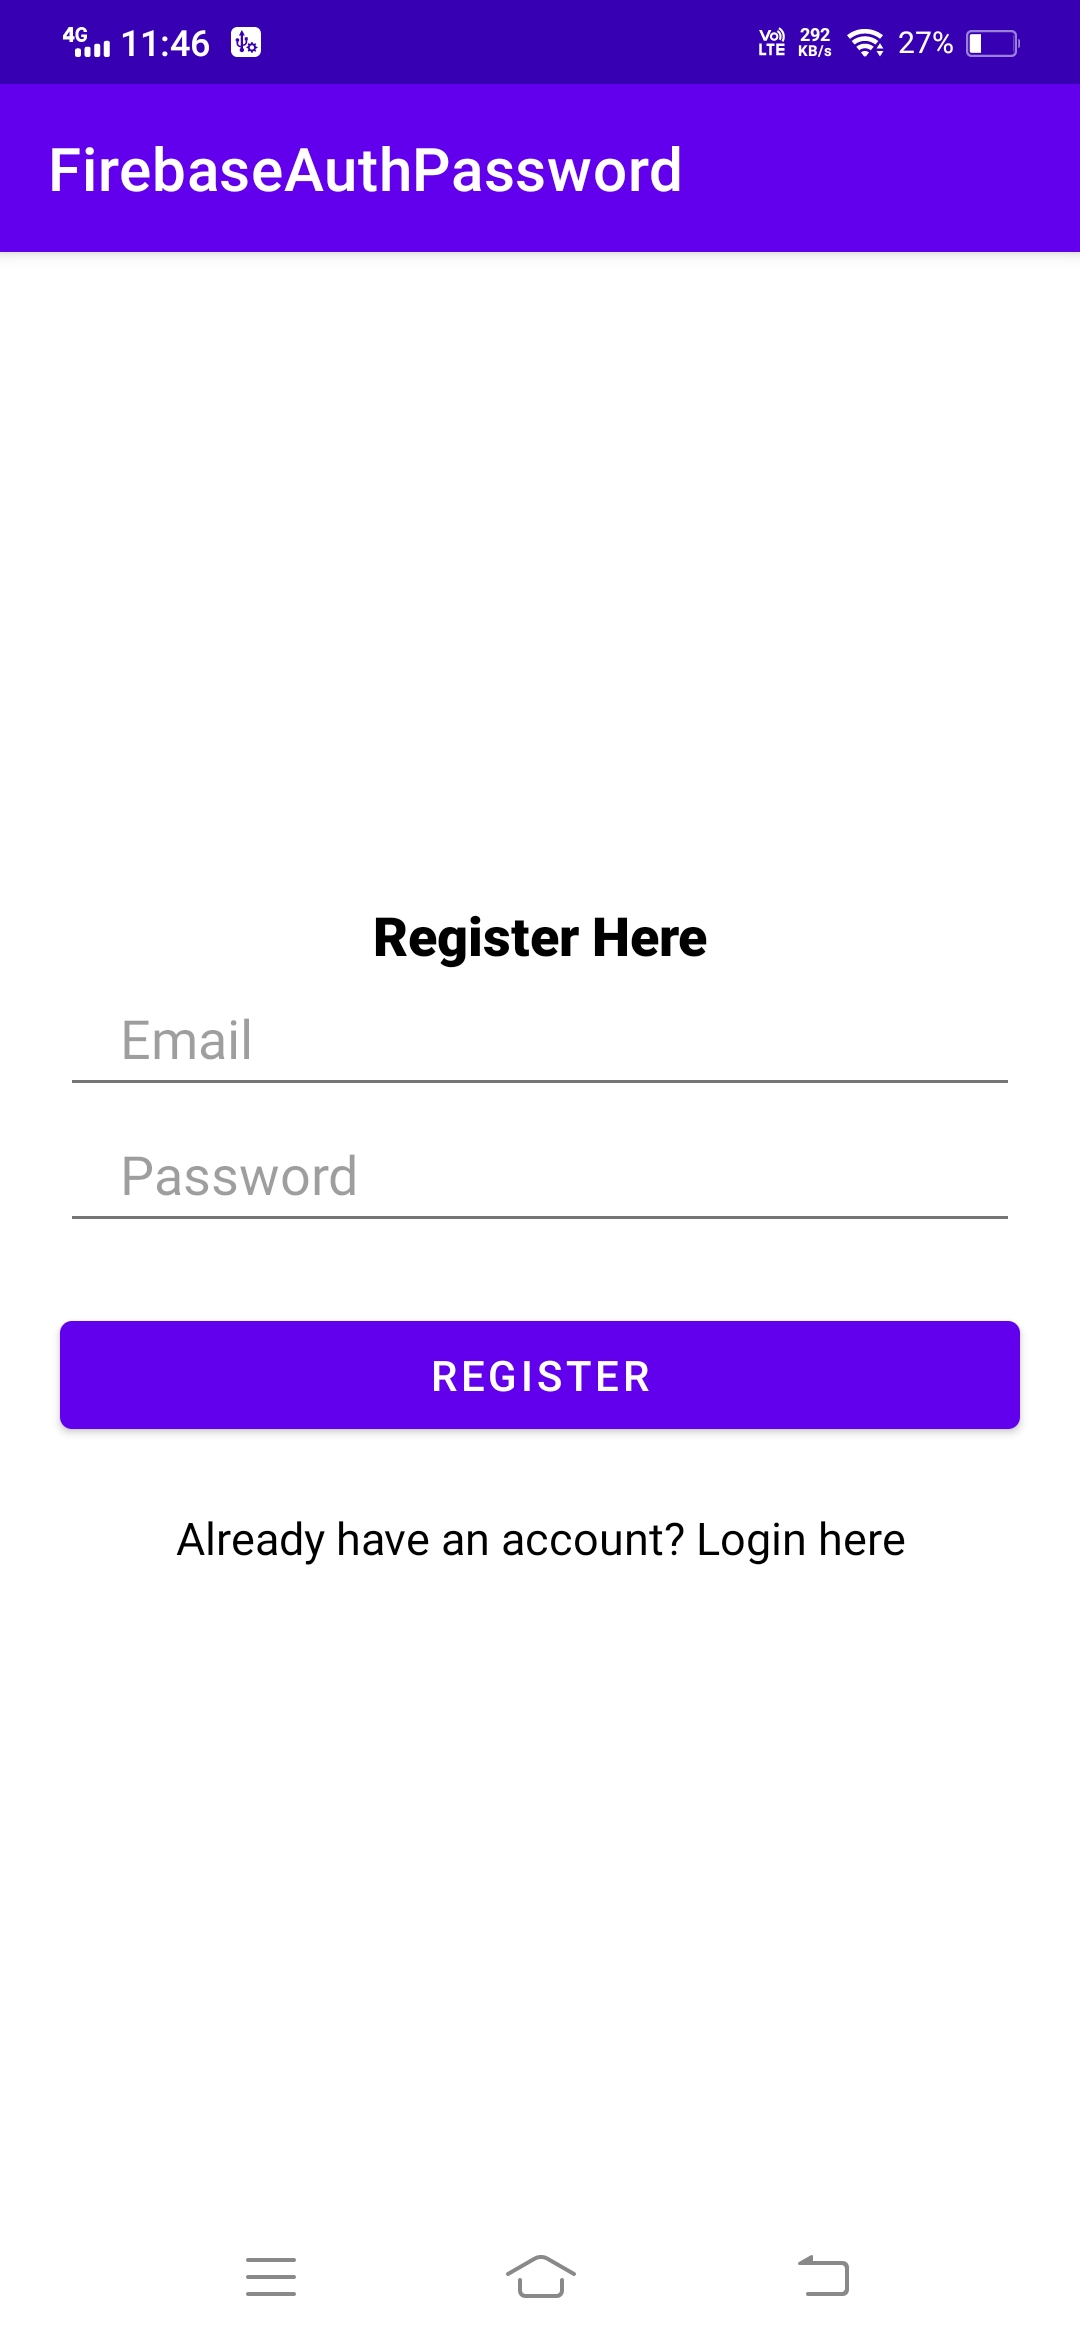 4G 11:46 Vo) LTE 292 KB/s 27%
FirebaseAuthPassword
Register Here
Email
Password
REGISTER
Already have an account? Login here